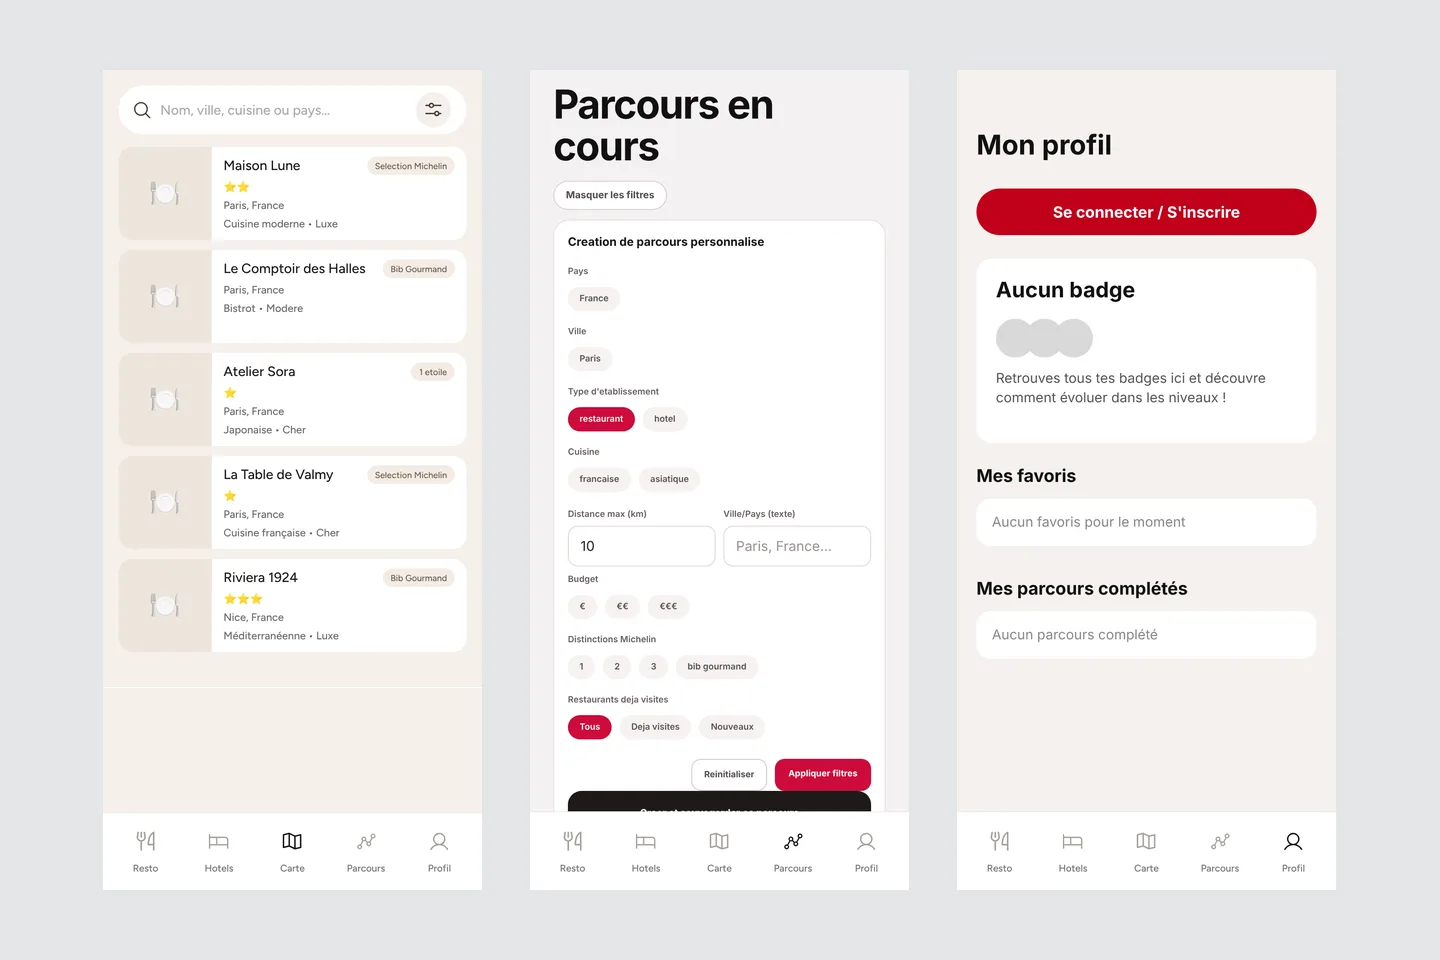 Nom, ville, cuisine ou pays...
Maison Lune
Selection Michelin
Paris, France
Cuisine moderne • Luxe
Le Comptoir des Halles
Bib Gourmand
Paris, France
Bistrot • Modere
Atelier Sora
1 etoile
Paris, France
Japonaise • Cher
La Table de Valmy
Selection Michelin
Paris, France
Cuisine française • Cher
Riviera 1924
Bib Gourmand
Nice, France
Méditerranéenne • Luxe
Resto
Hotels
Carte
Parcours
Profil
Parcours en
cours
Masquer les filtres
Creation de parcours personnalise
Pays
France
Ville
Paris
Type d'etablissement
restaurant
hotel
Cuisine
francaise
asiatique
Distance max (km)
Ville/Pays (texte)
10
Paris, France...
Budget
€
€€
€€€
Distinctions Michelin
1
2
3
bib gourmand
Restaurants deja visites
Tous
Deja visites
Nouveaux
Reinitialiser
Appliquer filtres
Resto
Hotels
Carte
Parcours
Profil
Mon profil
Se connecter / S'inscrire
Aucun badge
Retrouves tous tes badges ici et découvre
comment évoluer dans les niveaux !
Mes favoris
Aucun favoris pour le moment
Mes parcours complétés
Aucun parcours complété
Resto
Hotels
Carte
Parcours
Profil